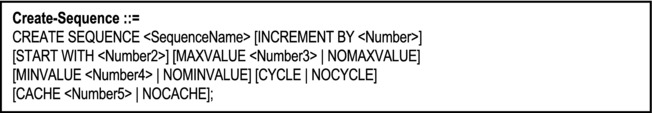 Create-Sequence ::=
CREATE SEQUENCE <SequenceName> [INCREMENT BY <Number>]
[START WITH <Number2>] [MAXVALUE <Number3> | NOMAXVALUE]
[MINVALUE <Number4> | NOMINVALUE] [CYCLE | NOCYCLE]
[CACHE <Number5> | NOCACHE];